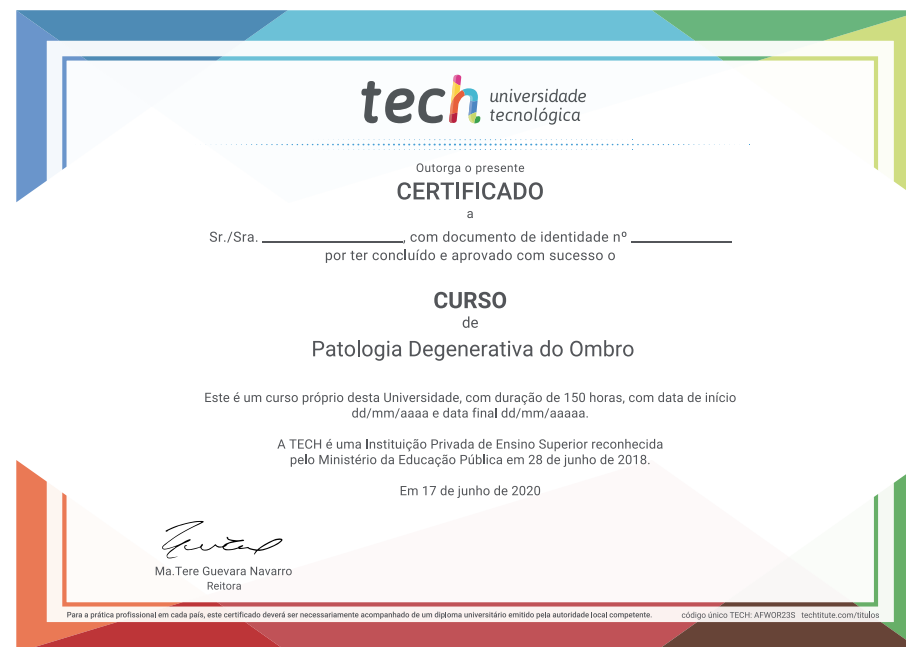 tech universidade
tecnológica
Outorga o presente
CERTIFICADO
a
Sr./Sra. ____________, com documento de identidade nº ____________
por ter concluído e aprovado com sucesso o
CURSO
de
Patologia Degenerativa do Ombro
Este é um curso próprio desta Universidade, com duração de 150 horas, com data de início
dd/mm/aaaa e data final dd/mm/aaaaa.
A TECH é uma Instituição Privada de Ensino Superior reconhecida
pelo Ministério da Educação Pública em 28 de junho de 2018.
Em 17 de junho de 2020
Ma.Tere Guevara Navarro
Reitora
Para a prática profissional em cada país, este certificado deverá ser necessariamente acompanhado de um diploma universitário emitido pela autoridade local competente. código único TECH: AFWOR23S techtitute.com/titulos